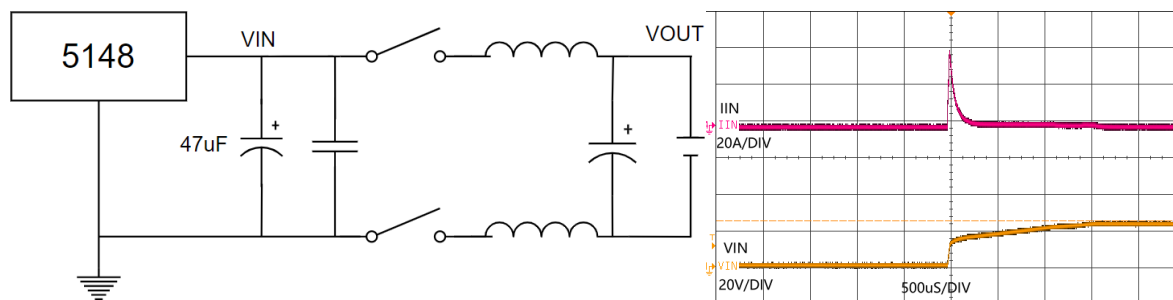 5148
VIN
VOUT
47uF
+
+
IIN
IIN
20A/DIV
VIN
VIN
20V/DIV
500uS/DIV